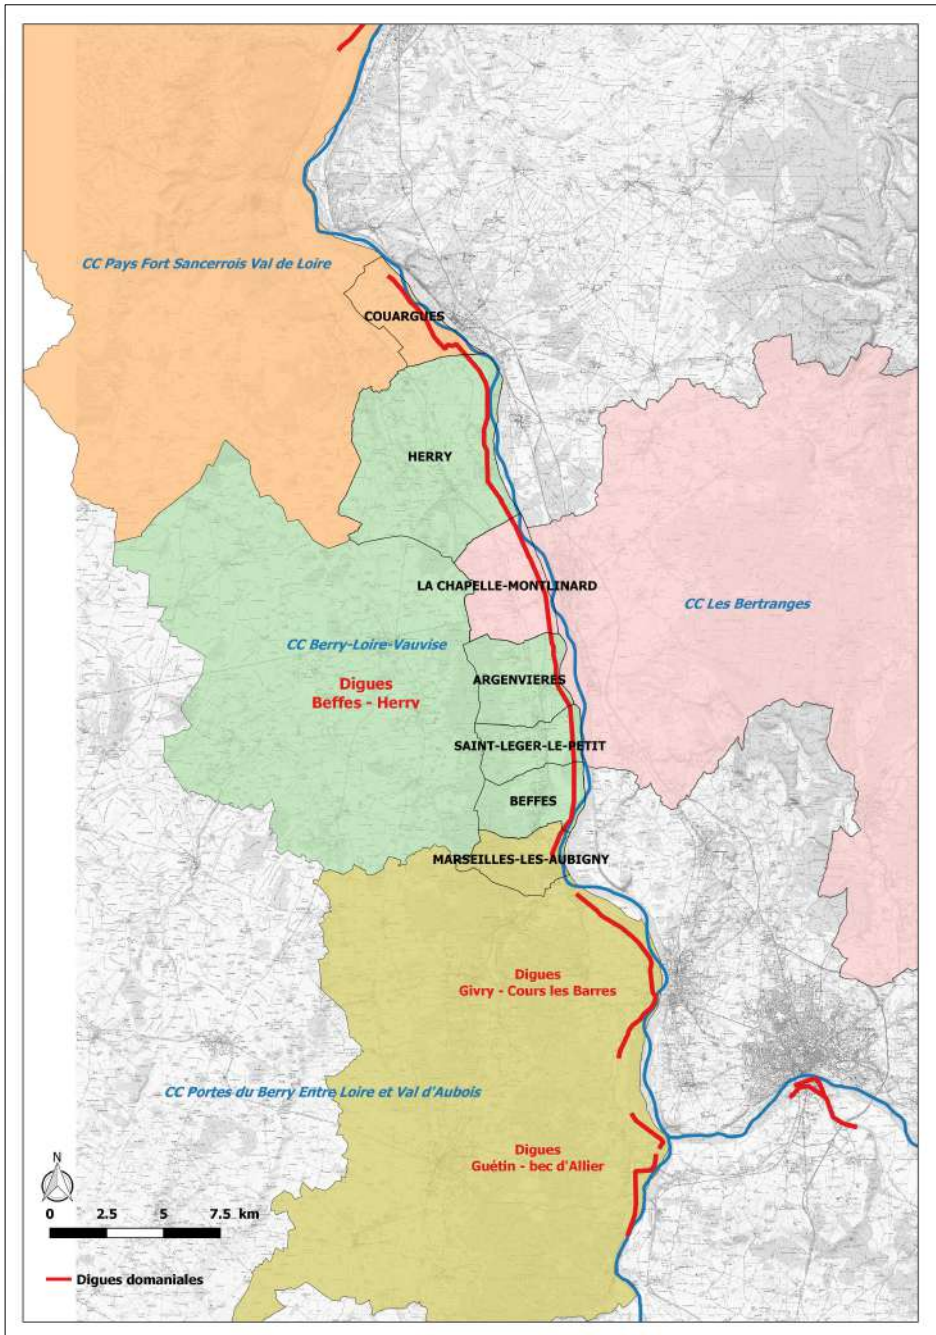 CC Pays Fort Sancerrois Val de Loire
COUARGUES
HERRY
LA CHAPELLE-MONTLINARD
CC Les Bertranges
CC Berry-Loire-Vauvise
ARGENVIERES
Digues
Beffes - Herry
SAINT-LEGER-LE-PETIT
BEFFES
MARSEILLES-LES-AUBIGNY
Digues
Givry - Cours les Barres
CC Portes du Berry Entre Loire et Val d'Aubois
Digues
Guétin - bec d'Allier
N
0 2.5 5 7.5 km
Digues domaniales